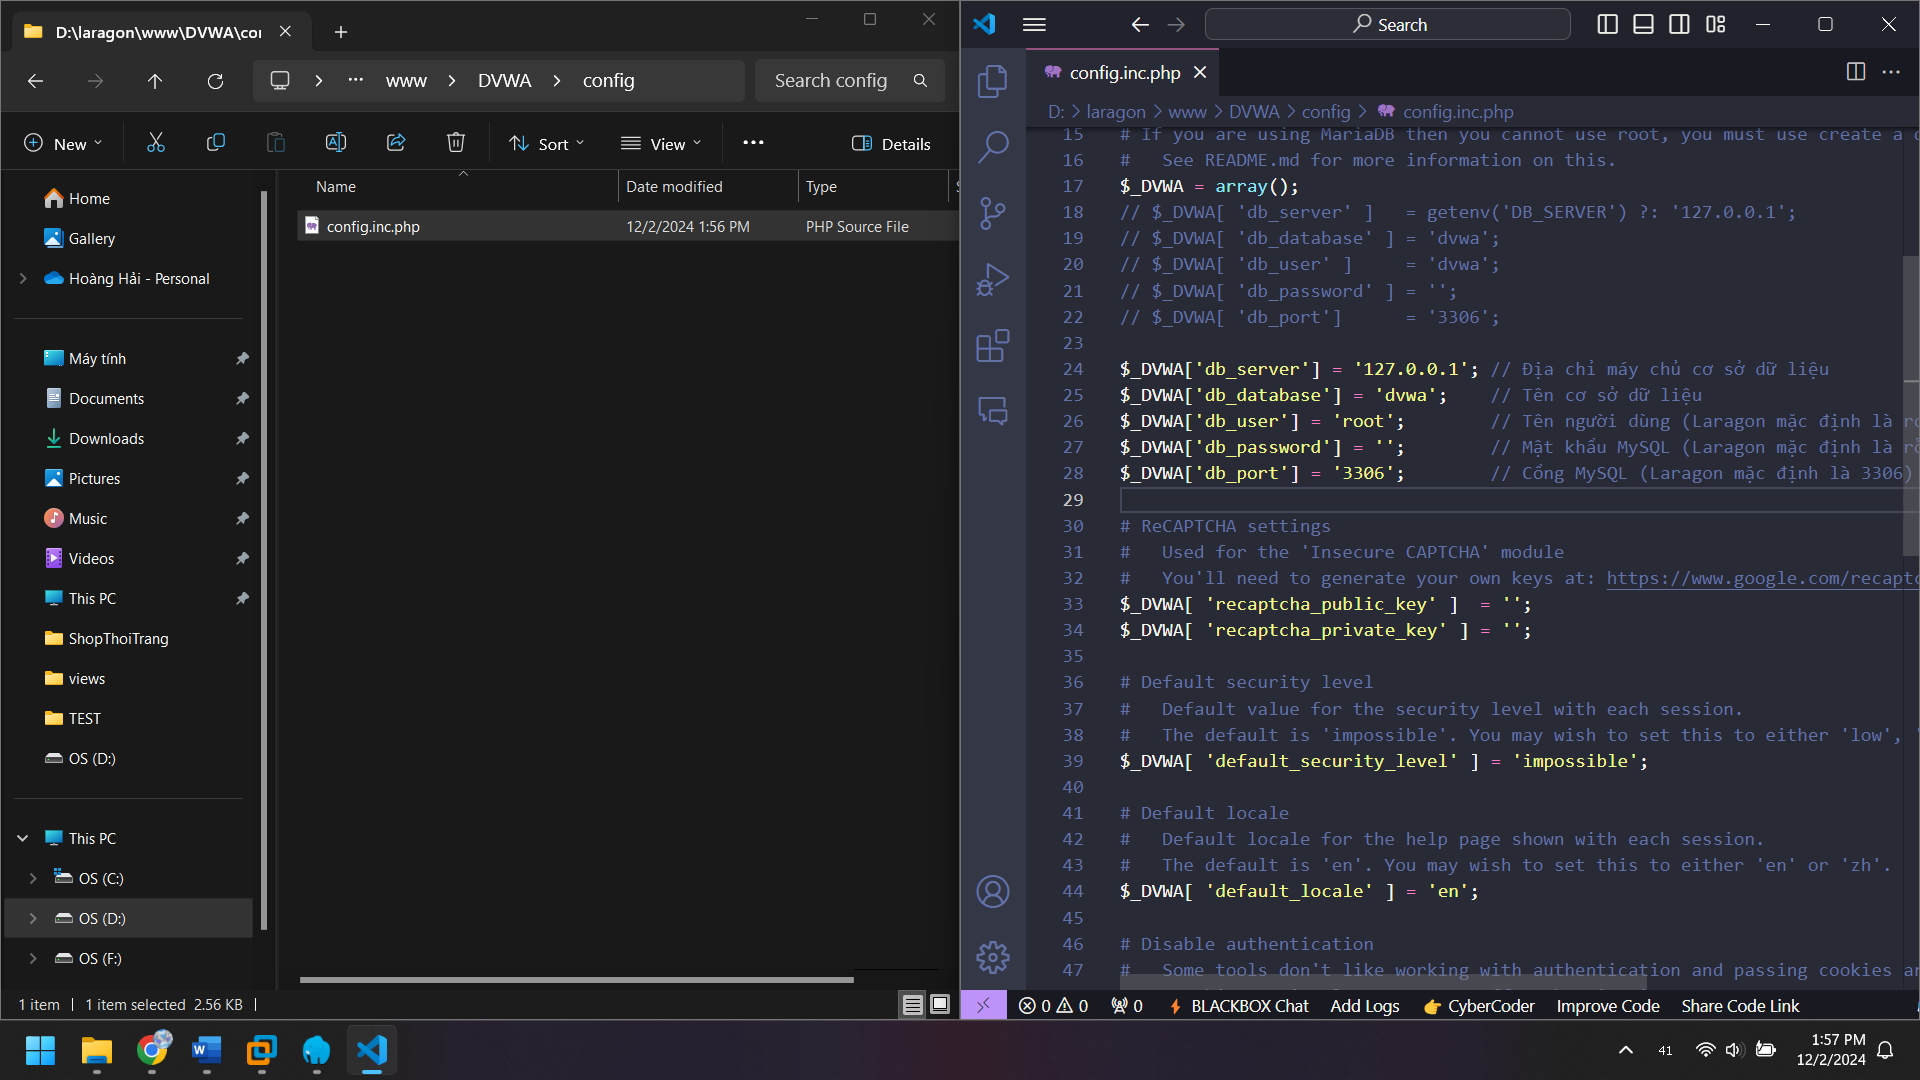 D:\laragon\www\DVWA\cor
www
DVWA
config
Search config
New
Sort
View
Details
Name
Date modified
Type
config.inc.php
12/2/2024 1:56 PM
PHP Source File
Home
Gallery
Hoàng Hải - Personal
Máy tính
Documents
Downloads
Pictures
Music
Videos
This PC
ShopThoiTrang
views
TEST
OS (D:)
This PC
OS (C:)
OS (D:)
OS (F:)
1 item
1 item selected 2.56 KB
Search
config.inc.php
D: > laragon > www > DVWA > config > config.inc.php
15 # If you are using MariaDB then you cannot use root, you must use create a
16 #   See README.md for more information on this.
17 $_DVWA = array();
18 // $_DVWA[ 'db_server' ]   = getenv('DB_SERVER') ?: '127.0.0.1';
19 // $_DVWA[ 'db_database' ] = 'dvwa';
20 // $_DVWA[ 'db_user' ]     = 'dvwa';
21 // $_DVWA[ 'db_password' ] = '';
22 // $_DVWA[ 'db_port']      = '3306';
23
24 $_DVWA['db_server'] = '127.0.0.1'; // Địa chỉ máy chủ cơ sở dữ liệu
25 $_DVWA['db_database'] = 'dvwa';    // Tên cơ sở dữ liệu
26 $_DVWA['db_user'] = 'root';        // Tên người dùng (Laragon mặc định là
27 $_DVWA['db_password'] = '';        // Mật khẩu MySQL (Laragon mặc định là
28 $_DVWA['db_port'] = '3306';        // Cổng MySQL (Laragon mặc định là 3306)
29
30 # ReCAPTCHA settings
31 #   Used for the 'Insecure CAPTCHA' module
32 #   You'll need to generate your own keys at: https://www.google.com/recaptc
33 $_DVWA[ 'recaptcha_public_key' ]  = '';
34 $_DVWA[ 'recaptcha_private_key' ] = '';
35
36 # Default security level
37 #   Default value for the security level with each session.
38 #   The default is 'impossible'. You may wish to set this to either 'low', '
39 $_DVWA[ 'default_security_level' ] = 'impossible';
40
41 # Default locale
42 #   Default locale for the help page shown with each session.
43 #   The default is 'en'. You may wish to set this to either 'en' or 'zh'.
44 $_DVWA[ 'default_locale' ] = 'en';
45
46 # Disable authentication
47 #   Some tools don't like working with authentication and passing cookies
0
0
0
BLACKBOX Chat
Add Logs
CyberCoder
Improve Code
Share Code Link
41
1:57 PM
12/2/2024